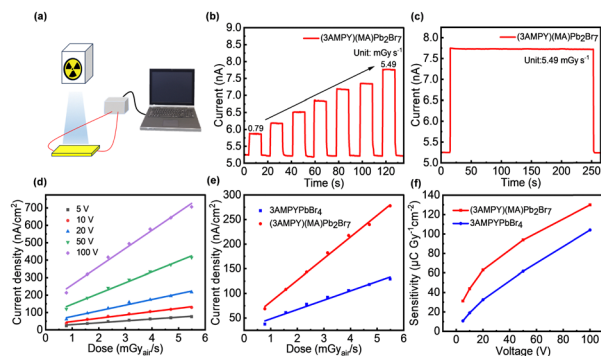 (a)
(b)
(3AMPY)(MA)Pb2Br7
Unit: mGy s-1
0.79
5.49
Current (nA)
8.0
7.5
7.0
6.5
6.0
5.5
5.0
0 20 40 60 80 100 120
Time (s)
(c)
(3AMPY)(MA)Pb2Br7
Unit:5.49 mGy s-1
Current (nA)
8.0
7.5
7.0
6.5
6.0
5.5
5.0
0 50 100 150 200 250
Time (s)
(d)
5 V
10 V
20 V
50 V
100 V
Current density (nA/cm2)
700
600
500
400
300
200
100
0
0 1 2 3 4 5 6
Dose (mGyair/s)
(e)
3AMPYPbBr4
(3AMPY)(MA)Pb2Br7
Current density (nA/cm2)
300
250
200
150
100
50
0
0 1 2 3 4 5 6
Dose (mGyair/s)
(f)
(3AMPY)(MA)Pb2Br7
3AMPYPbBr4
Sensitivity (μC Gy-1cm-2)
140
120
100
80
60
40
20
0
0 20 40 60 80 100
Voltage (V)